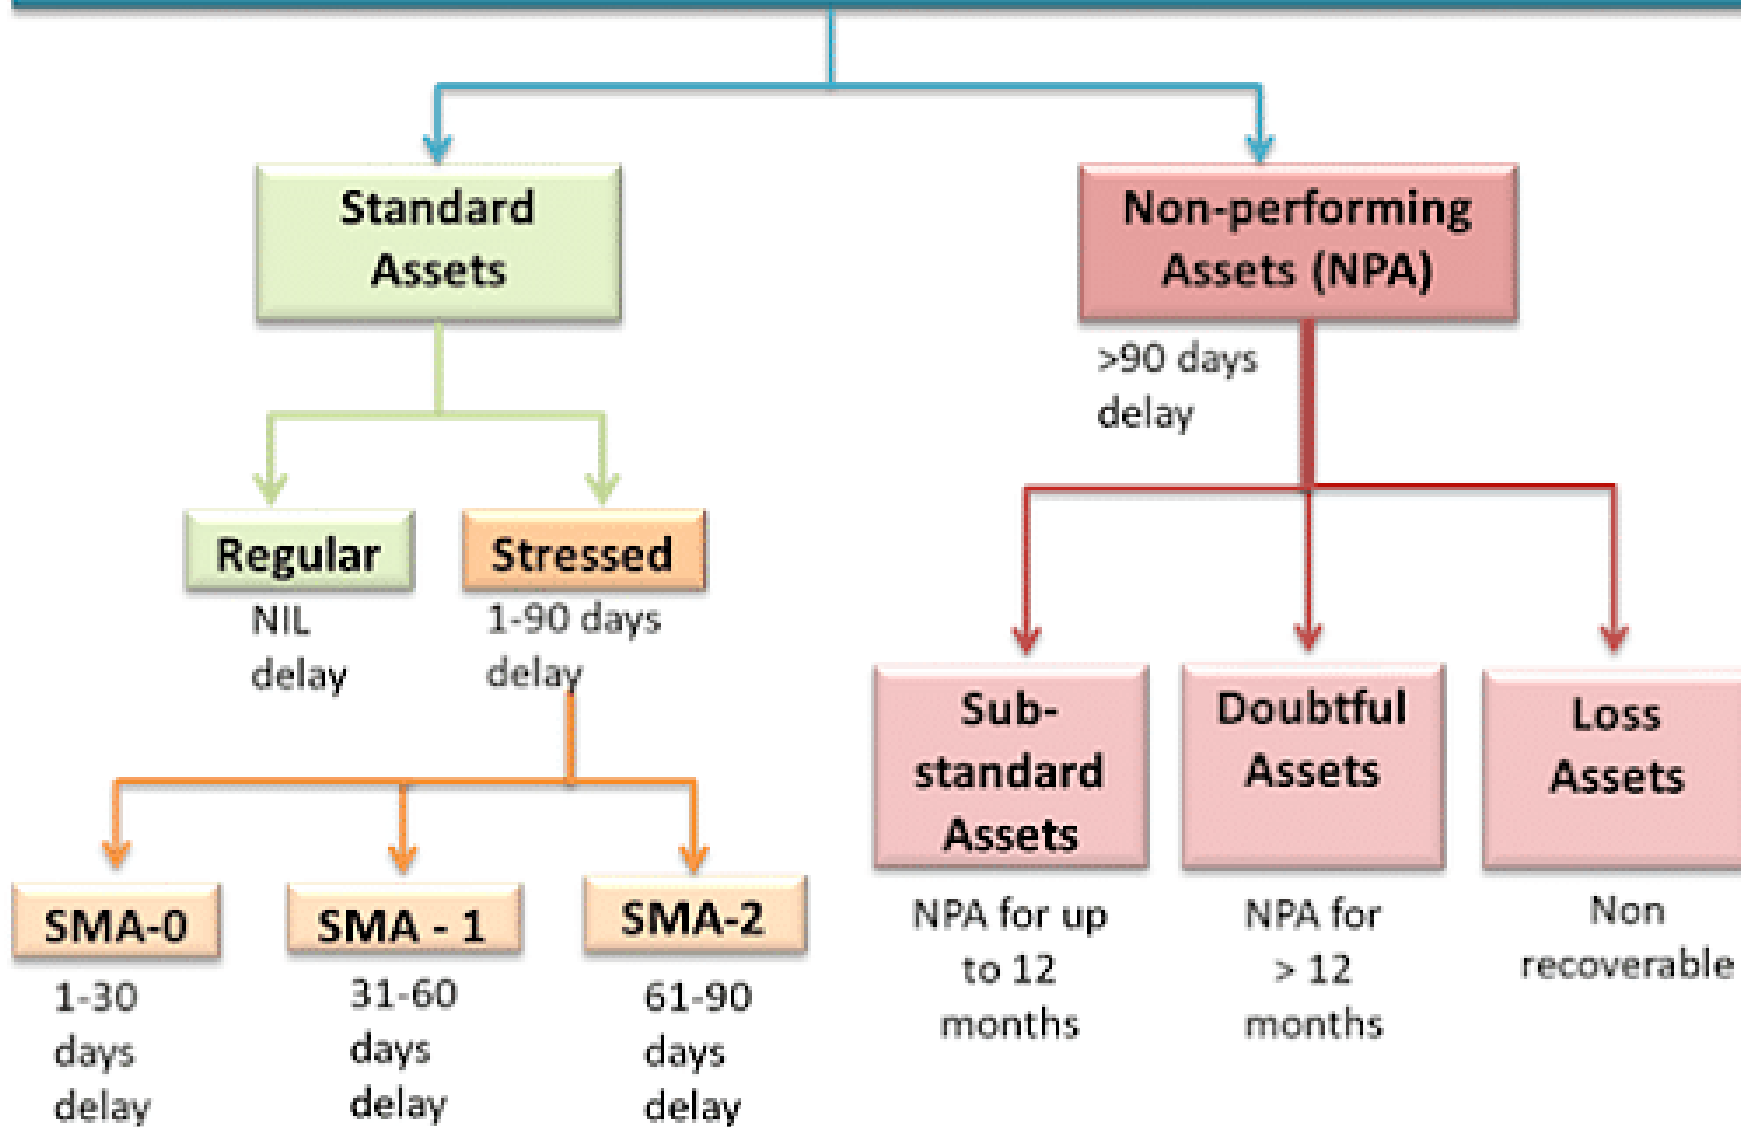 Standard
Assets
Non-performing
Assets (NPA)
>90 days
delay
Regular
NIL
delay
Stressed
1-90 days
delay
SMA-0
1-30
days
delay
SMA - 1
31-60
days
delay
SMA-2
61-90
days
delay
Sub-
standard
Assets
NPA for up
to 12
months
Doubtful
Assets
NPA for
> 12
months
Loss
Assets
Non
recoverable